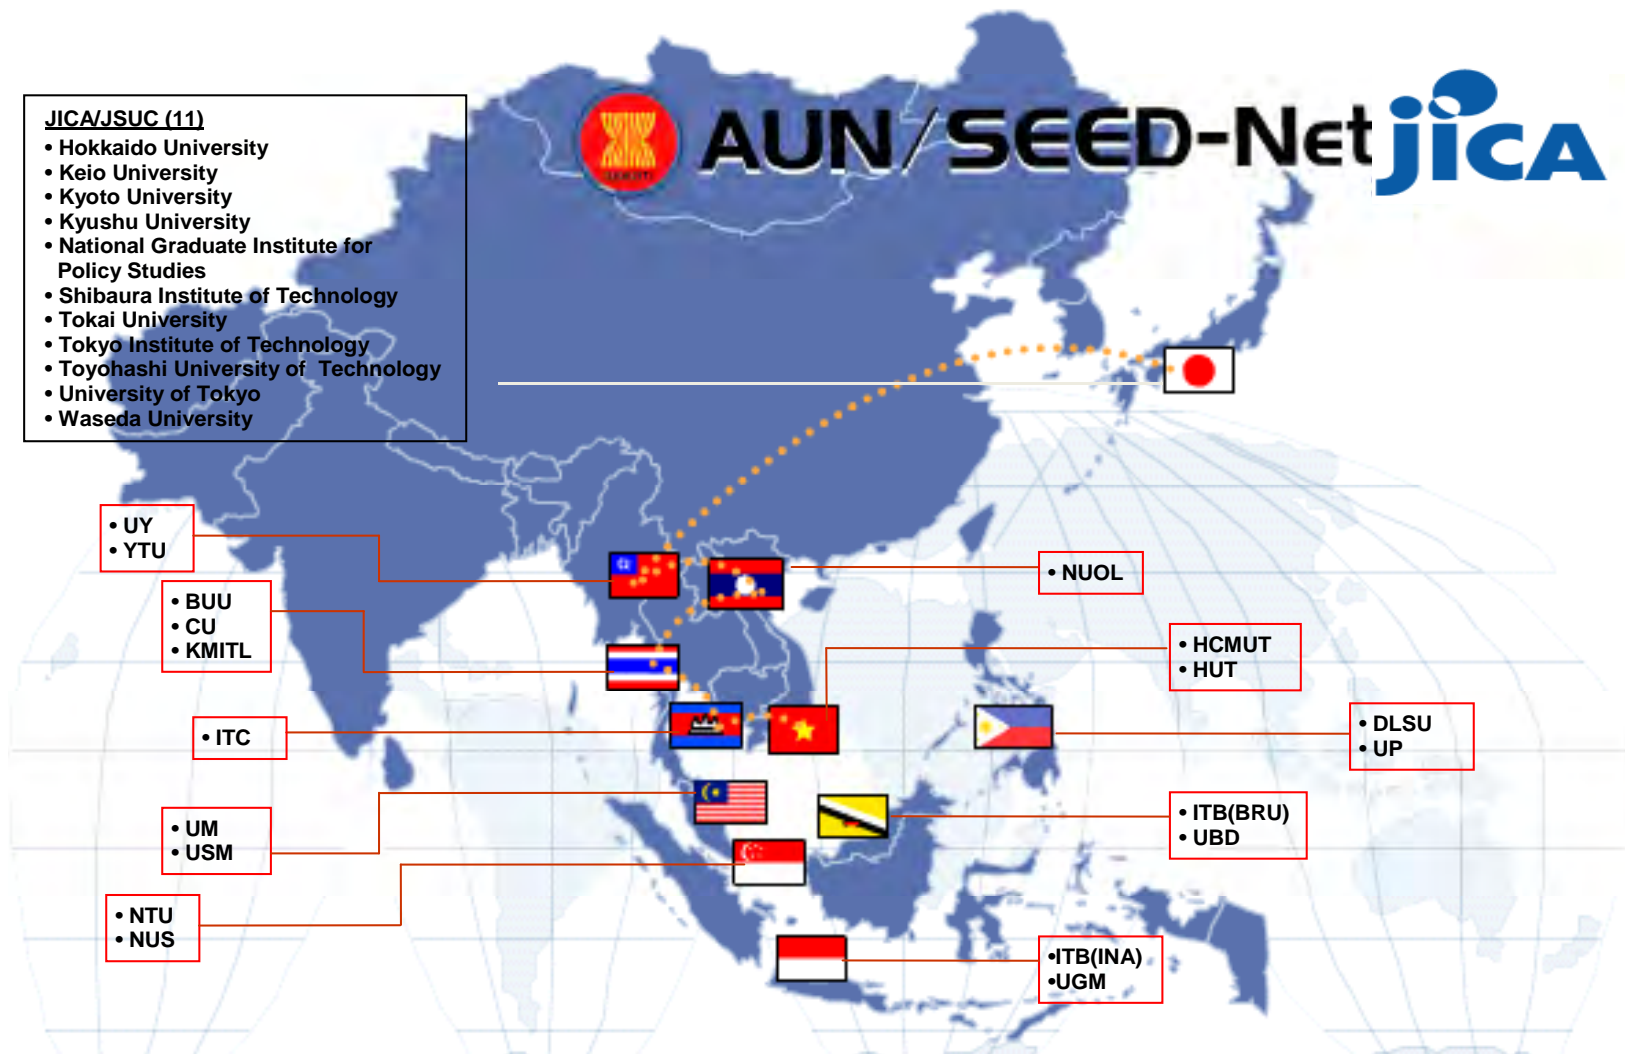 AUN/SEED-Net
jica
JICA/JSUC (11)
• Hokkaido University
• Keio University
• Kyoto University
• Kyushu University
• National Graduate Institute for
Policy Studies
• Shibaura Institute of Technology
• Tokai University
• Tokyo Institute of Technology
• Toyohashi University of Technology
• University of Tokyo
• Waseda University
• UY
• YTU
• BUU
• CU
• KMITL
• ITC
• UM
• USM
• NTU
• NUS
• NUOL
• HCMUT
• HUT
• DLSU
• UP
• ITB(BRU)
• UBD
•ITB(INA)
•UGM